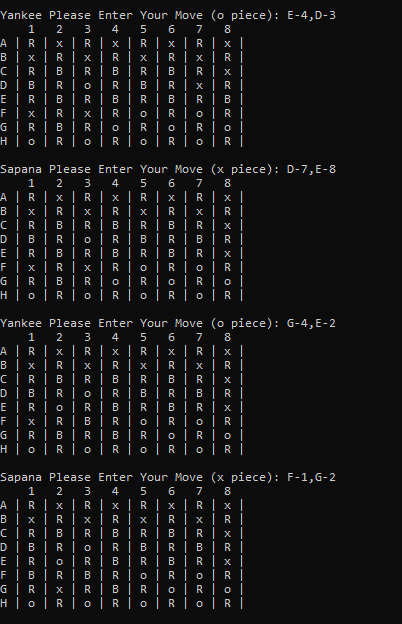 Yankee Please Enter Your Move (o piece): E-4,D-3
1 2 3 4 5 6 7 8
A | R | x | R | x | R | x | R | x |
B | x | R | x | R | x | R | x | R |
C | R | B | R | B | R | B | R | x |
D | B | R | o | R | B | R | x | R |
E | R | B | R | B | R | B | R | B |
F | x | R | x | R | o | R | o | R |
G | R | B | R | o | R | o | R | o |
H | o | R | o | R | o | R | o | R |
Sapana Please Enter Your Move (x piece): D-7,E-8
1 2 3 4 5 6 7 8
A | R | x | R | x | R | x | R | x |
B | x | R | x | R | x | R | x | R |
C | R | B | R | B | R | B | R | x |
D | B | R | o | R | B | R | B | R |
E | R | B | R | B | R | B | R | x |
F | x | R | x | R | o | R | o | R |
G | R | B | R | o | R | o | R | o |
H | o | R | o | R | o | R | o | R |
Yankee Please Enter Your Move (o piece): G-4,E-2
1 2 3 4 5 6 7 8
A | R | x | R | x | R | x | R | x |
B | x | R | x | R | x | R | x | R |
C | R | B | R | B | R | B | R | x |
D | B | R | o | R | B | R | B | R |
E | R | o | R | B | R | B | R | x |
F | x | R | B | R | o | R | o | R |
G | R | B | R | B | R | o | R | o |
H | o | R | o | R | o | R | o | R |
Sapana Please Enter Your Move (x piece): F-1,G-2
1 2 3 4 5 6 7 8
A | R | x | R | x | R | x | R | x |
B | x | R | x | R | x | R | x | R |
C | R | B | R | B | R | B | R | x |
D | B | R | o | R | B | R | B | R |
E | R | o | R | B | R | B | R | x |
F | B | R | B | R | o | R | o | R |
G | R | x | R | B | R | o | R | o |
H | o | R | o | R | o | R | o | R |